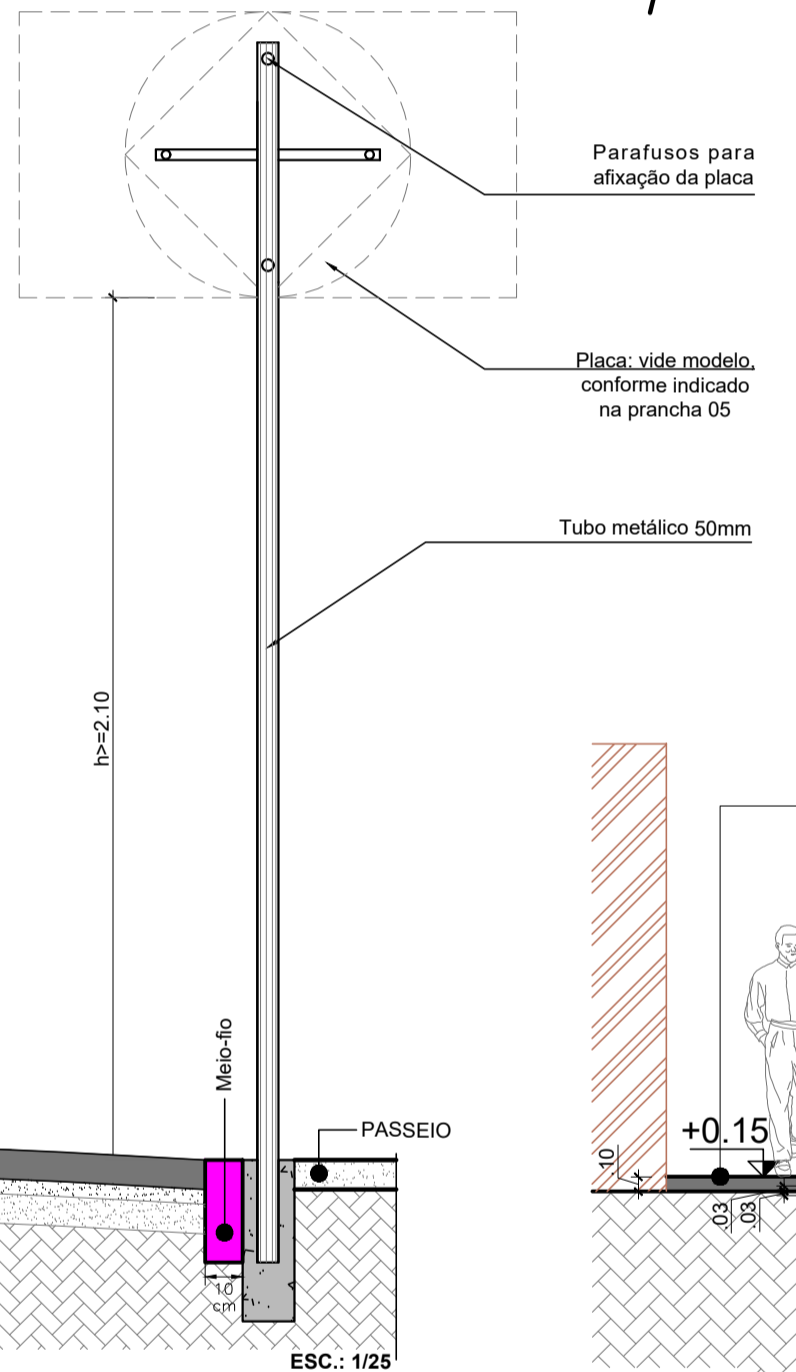 Parafusos para
afixação da placa
Placa: vide modelo,
conforme indicado
na prancha 05
Tubo metálico 50mm
h>=2.10
Meio-fio
PASSEIO
10
cm
ESC.: 1/25
+0.15
.10
.03
.03